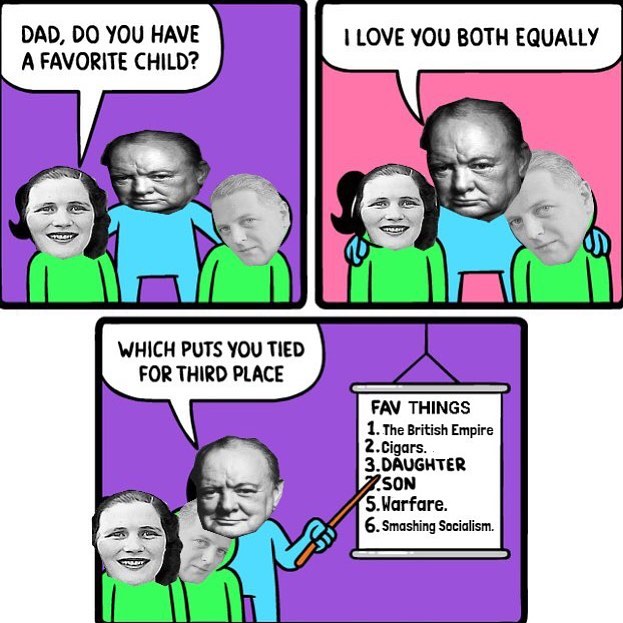 DAD, DO YOU HAVE
A FAVORITE CHILD?
I LOVE YOU BOTH EQUALLY
WHICH PUTS YOU TIED
FOR THIRD PLACE
FAV THINGS
1. The British Empire
2. Cigars.
3. DAUGHTER
3. SON
5. Warfare.
6. Smashing Socialism.